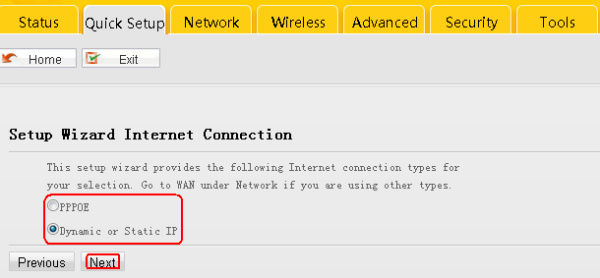 Status Quick Setup Network Wireless Advanced Security Tools
Home Exit
Setup Wizard Internet Connection
This setup wizard provides the following Internet connection types for
your selection. Go to WAN under Network if you are using other types.
PPPOE
Dynamic or Static IP
Previous Next